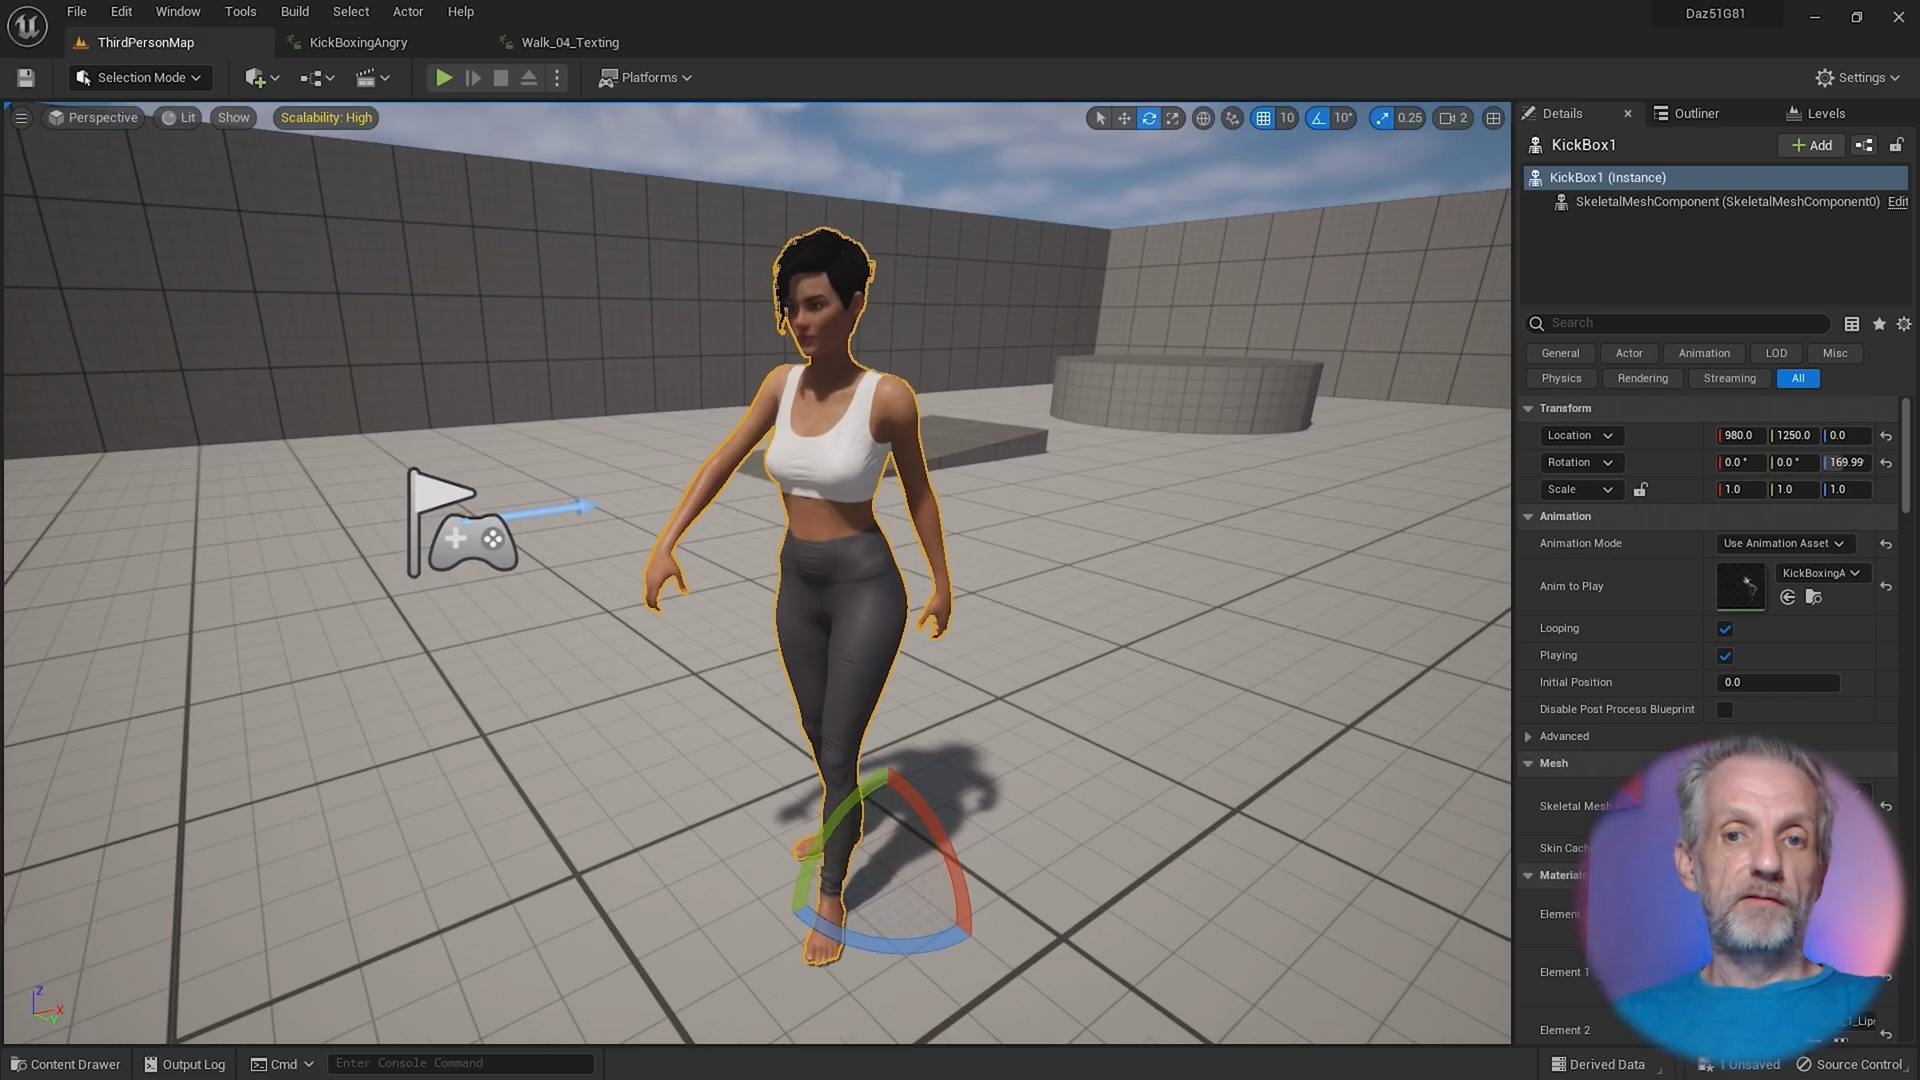 File Edit Window Tools Build Select Actor Help
Daz51G81
ThirdPersonMap KickBoxingAngry Walk_04_Texting
Selection Mode Platforms Settings
Perspective Lit Show Scalability: High 10 10° 0.25 2
Details Outliner Levels
KickBox1 Add
KickBox1 (Instance)
SkeletalMeshComponent (SkeletalMeshComponent0) Edit
Search
General Actor Animation LOD Misc
Physics Rendering Streaming All
Transform
Location 980.0 1250.0 0.0
Rotation 0.0° 0.0° 169.99
Scale 1.0 1.0 1.0
Animation
Animation Mode Use Animation Asset
KickBoxingA
Anim to Play
Looping
Playing
Initial Position 0.0
Disable Post Process Blueprint
Advanced
Mesh
Skeletal Mesh
Skin Cach
Materials
Element
Element 1
Element 2
Z
X
Y
Content Drawer Output Log Cmd Enter Console Command Derived Data 1 Unsaved Source Control